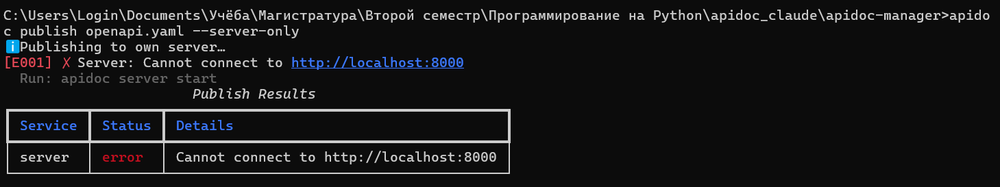 C:\Users\Login\Documents\Учёба\Магистратура\Второй семестр\Программирование на Python\apidoc_claude\apidoc-manager>apido
c publish openapi.yaml --server-only
ℹ️Publishing to own server…
[E001] ✗ Server: Cannot connect to http://localhost:8000
Run: apidoc server start
Publish Results
Service Status Details
server error Cannot connect to http://localhost:8000